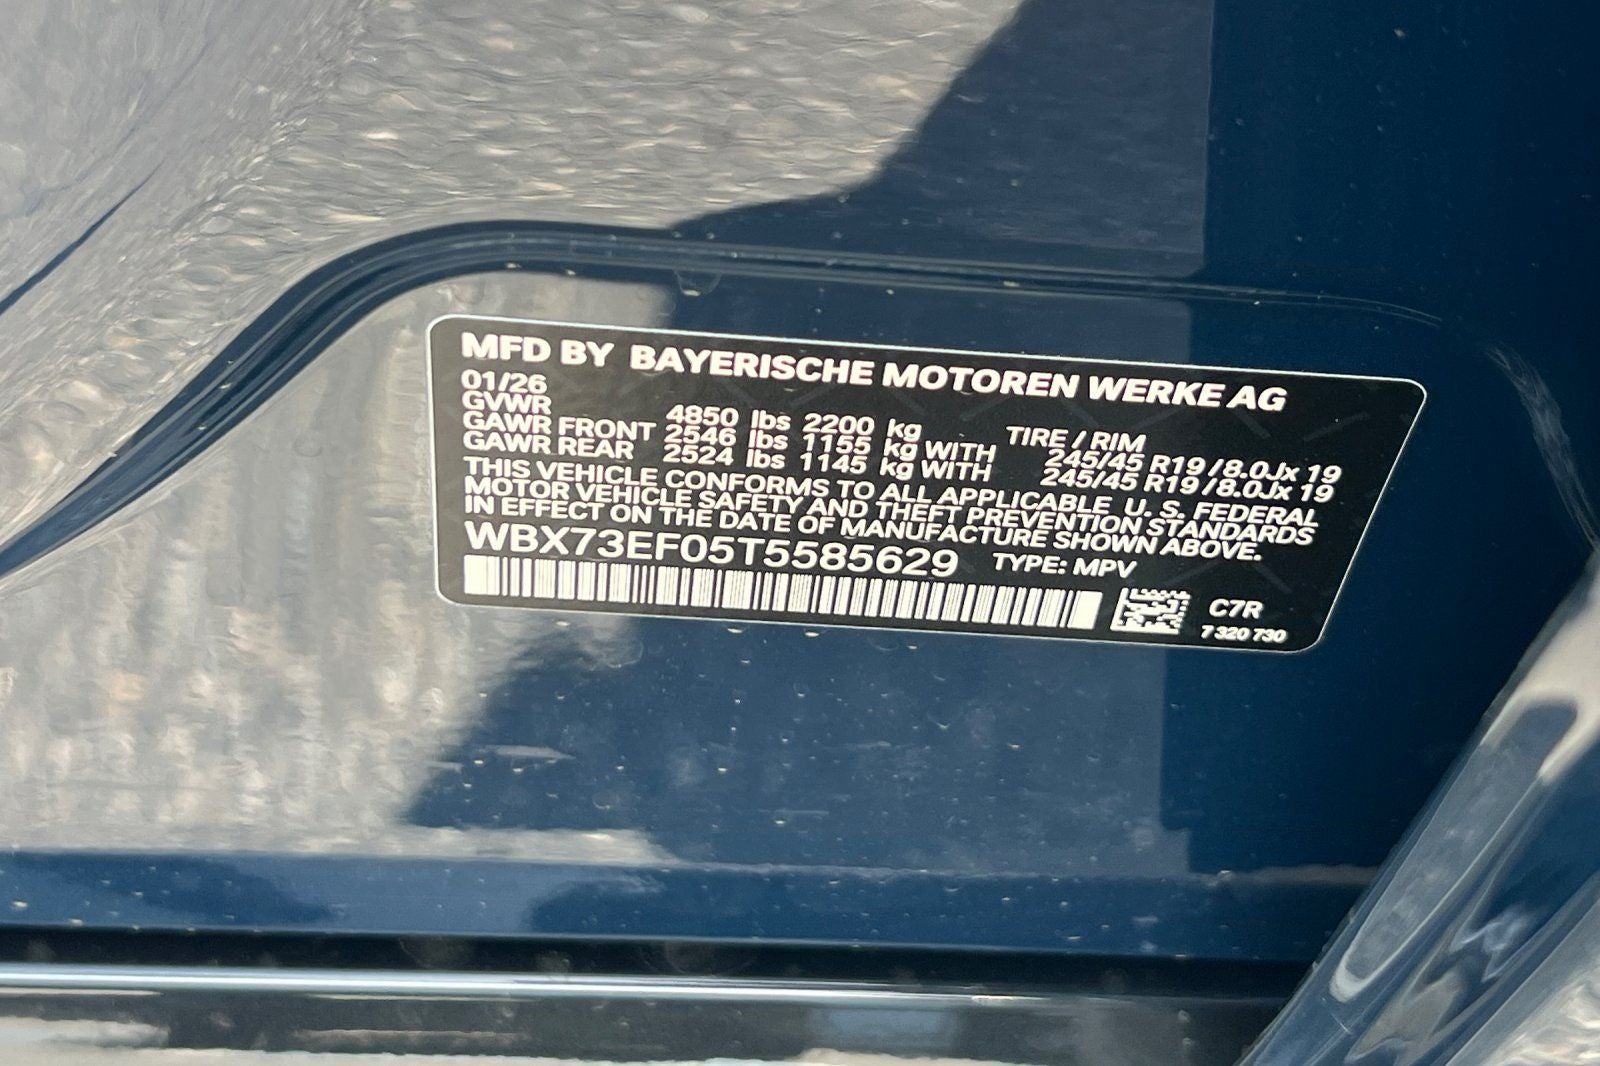 MFD BY BAYERISCHE MOTOREN WERKE AG
01/26
GVWR 4850 lbs 2200 kg TIRE / RIM
GAWR FRONT 2546 lbs 1155 kg WITH 245/45 R19 / 8.0Jx 19
GAWR REAR 2524 lbs 1145 kg WITH 245/45 R19 / 8.0Jx 19
THIS VEHICLE CONFORMS TO ALL APPLICABLE U. S. FEDERAL
MOTOR VEHICLE SAFETY AND THEFT PREVENTION STANDARDS
IN EFFECT ON THE DATE OF MANUFACTURE SHOWN ABOVE.
WBX73EF05T5585629 TYPE: MPV
C7R
7 320 730